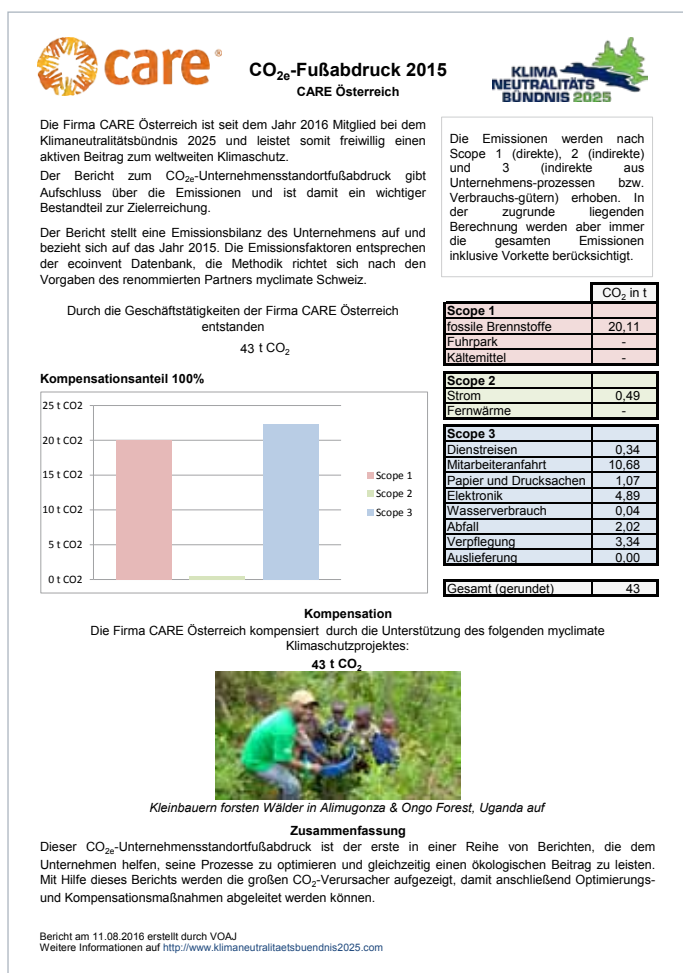 care®
CO2e-Fußabdruck 2015
CARE Österreich
KLIMA
NEUTRALITÄTS
BÜNDNIS 2025
Die Firma CARE Österreich ist seit dem Jahr 2016 Mitglied bei dem
Klimaneutralitätsbündnis 2025 und leistet somit freiwillig einen
aktiven Beitrag zum weltweiten Klimaschutz.
Der Bericht zum CO2e-Unternehmensstandortfußabdruck gibt
Aufschluss über die Emissionen und ist damit ein wichtiger
Bestandteil zur Zielerreichung.
Der Bericht stellt eine Emissionsbilanz des Unternehmens auf und
bezieht sich auf das Jahr 2015. Die Emissionsfaktoren entsprechen
der ecoinvent Datenbank, die Methodik richtet sich nach den
Vorgaben des renommierten Partners myclimate Schweiz.
Die Emissionen werden nach
Scope 1 (direkte), 2 (indirekte)
und 3 (indirekte aus
Unternehmens-prozessen bzw.
Verbrauchs-gütern) erhoben. In
der zugrunde liegenden
Berechnung werden aber immer
die gesamten Emissionen
inklusive Vorkette berücksichtigt.
Durch die Geschäftstätigkeiten der Firma CARE Österreich
entstanden
43 t CO2
Kompensationsanteil 100%
25 t CO2
20 t CO2
15 t CO2
10 t CO2
5 t CO2
0 t CO2
Scope 1
Scope 2
Scope 3
CO2 in t
Scope 1
fossile Brennstoffe 20,11
Fuhrpark -
Kältemittel -
Scope 2
Strom 0,49
Fernwärme -
Scope 3
Dienstreisen 0,34
Mitarbeiteranfahrt 10,68
Papier und Drucksachen 1,07
Elektronik 4,89
Wasserverbrauch 0,04
Abfall 2,02
Verpflegung 3,34
Auslieferung 0,00
Gesamt (gerundet) 43
Kompensation
Die Firma CARE Österreich kompensiert durch die Unterstützung des folgenden myclimate
Klimaschutzprojektes:
43 t CO2
Kleinbauern forsten Wälder in Alimugonza & Ongo Forest, Uganda auf
Zusammenfassung
Dieser CO2e-Unternehmensstandortfußabdruck ist der erste in einer Reihe von Berichten, die dem
Unternehmen helfen, seine Prozesse zu optimieren und gleichzeitig einen ökologischen Beitrag zu leisten.
Mit Hilfe dieses Berichts werden die großen CO2-Verursacher aufgezeigt, damit anschließend Optimierungs-
und Kompensationsmaßnahmen abgeleitet werden können.
Bericht am 11.08.2016 erstellt durch VOAJ
Weitere Informationen auf http://www.klimaneutralitaetsbuendnis2025.com